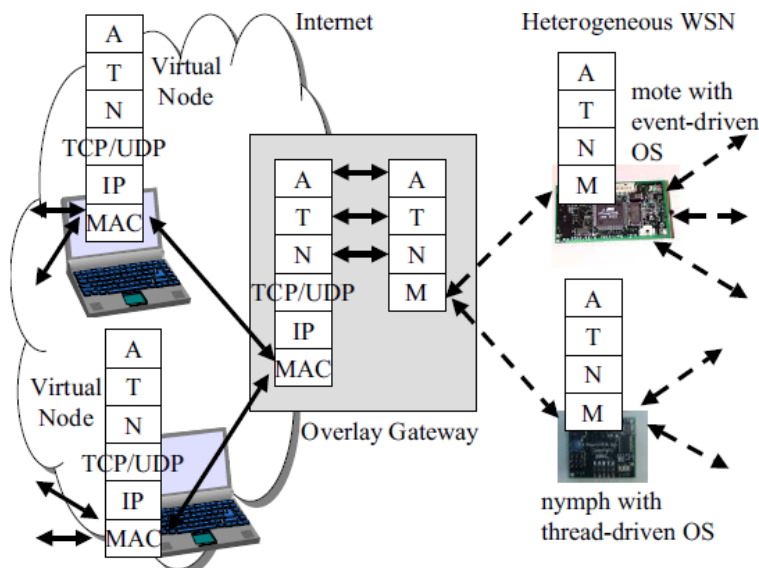 Internet
Heterogeneous WSN
A
T
N
TCP/UDP
IP
MAC
Virtual
Node
A
T
N
TCP/UDP
IP
MAC
A
T
N
M
Overlay Gateway
A
T
N
M
mote with
event-driven
OS
Virtual
Node
A
T
N
TCP/UDP
IP
MAC
A
T
N
M
nymph with
thread-driven OS